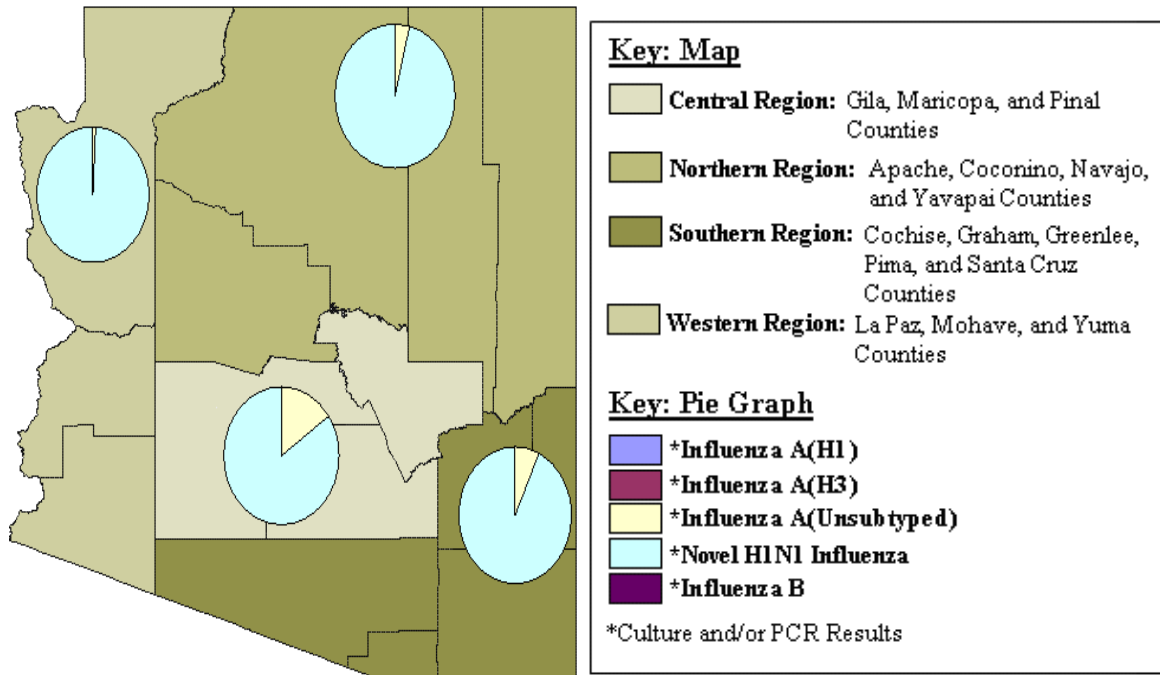 Key: Map
Central Region: Gila, Maricopa, and Pinal
Counties
Northern Region: Apache, Coconino, Navajo,
and Yavapai Counties
Southern Region: Cochise, Graham, Greenlee,
Pima, and Santa Cruz
Counties
Western Region: La Paz, Mohave, and Yuma
Counties
Key: Pie Graph
*Influenza A(H1)
*Influenza A(H3)
*Influenza A(Unsubtyped)
*Novel H1N1 Influenza
*Influenza B
*Culture and/or PCR Results